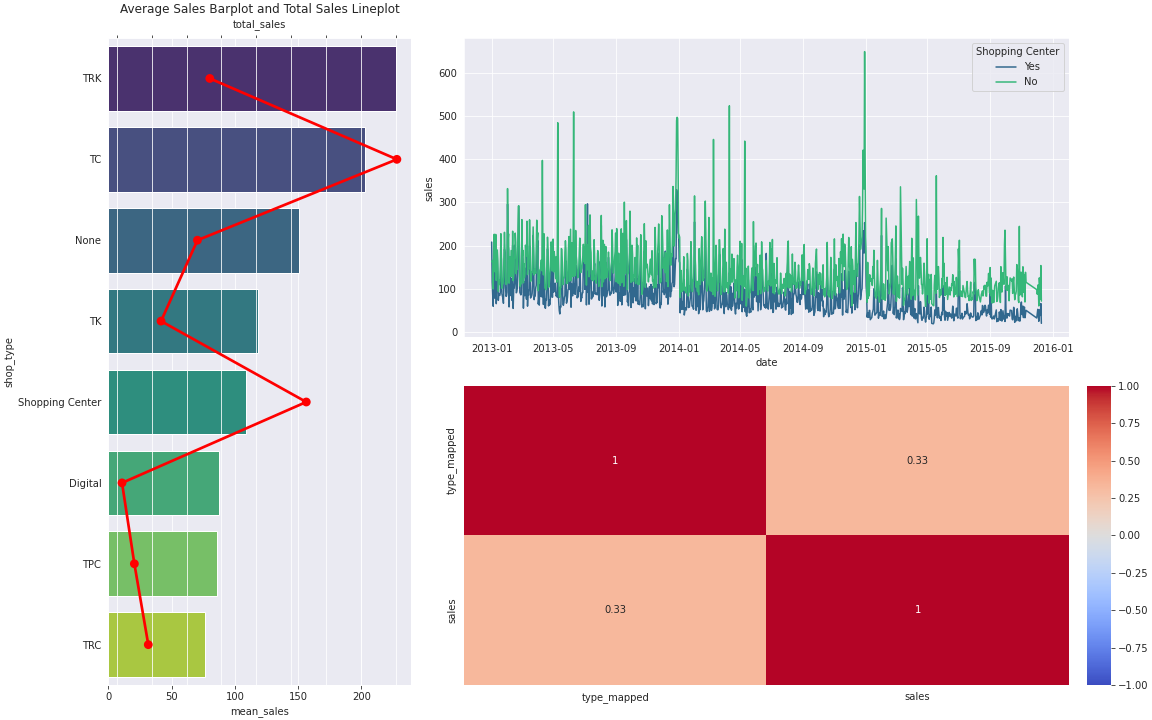 Average Sales Barplot and Total Sales Lineplot
total_sales
shop_type
TRK
TC
None
TK
Shopping Center
Digital
TPC
TRC
0 50 100 150 200
mean_sales
sales
600
500
400
300
200
100
0
Shopping Center
Yes
No
2013-01 2013-05 2013-09 2014-01 2014-05 2014-09 2015-01 2015-05 2015-09 2016-01
date
type_mapped
sales
1 0.33
0.33 1
type_mapped sales
1.00
0.75
0.50
0.25
0.00
−0.25
−0.50
−0.75
−1.00